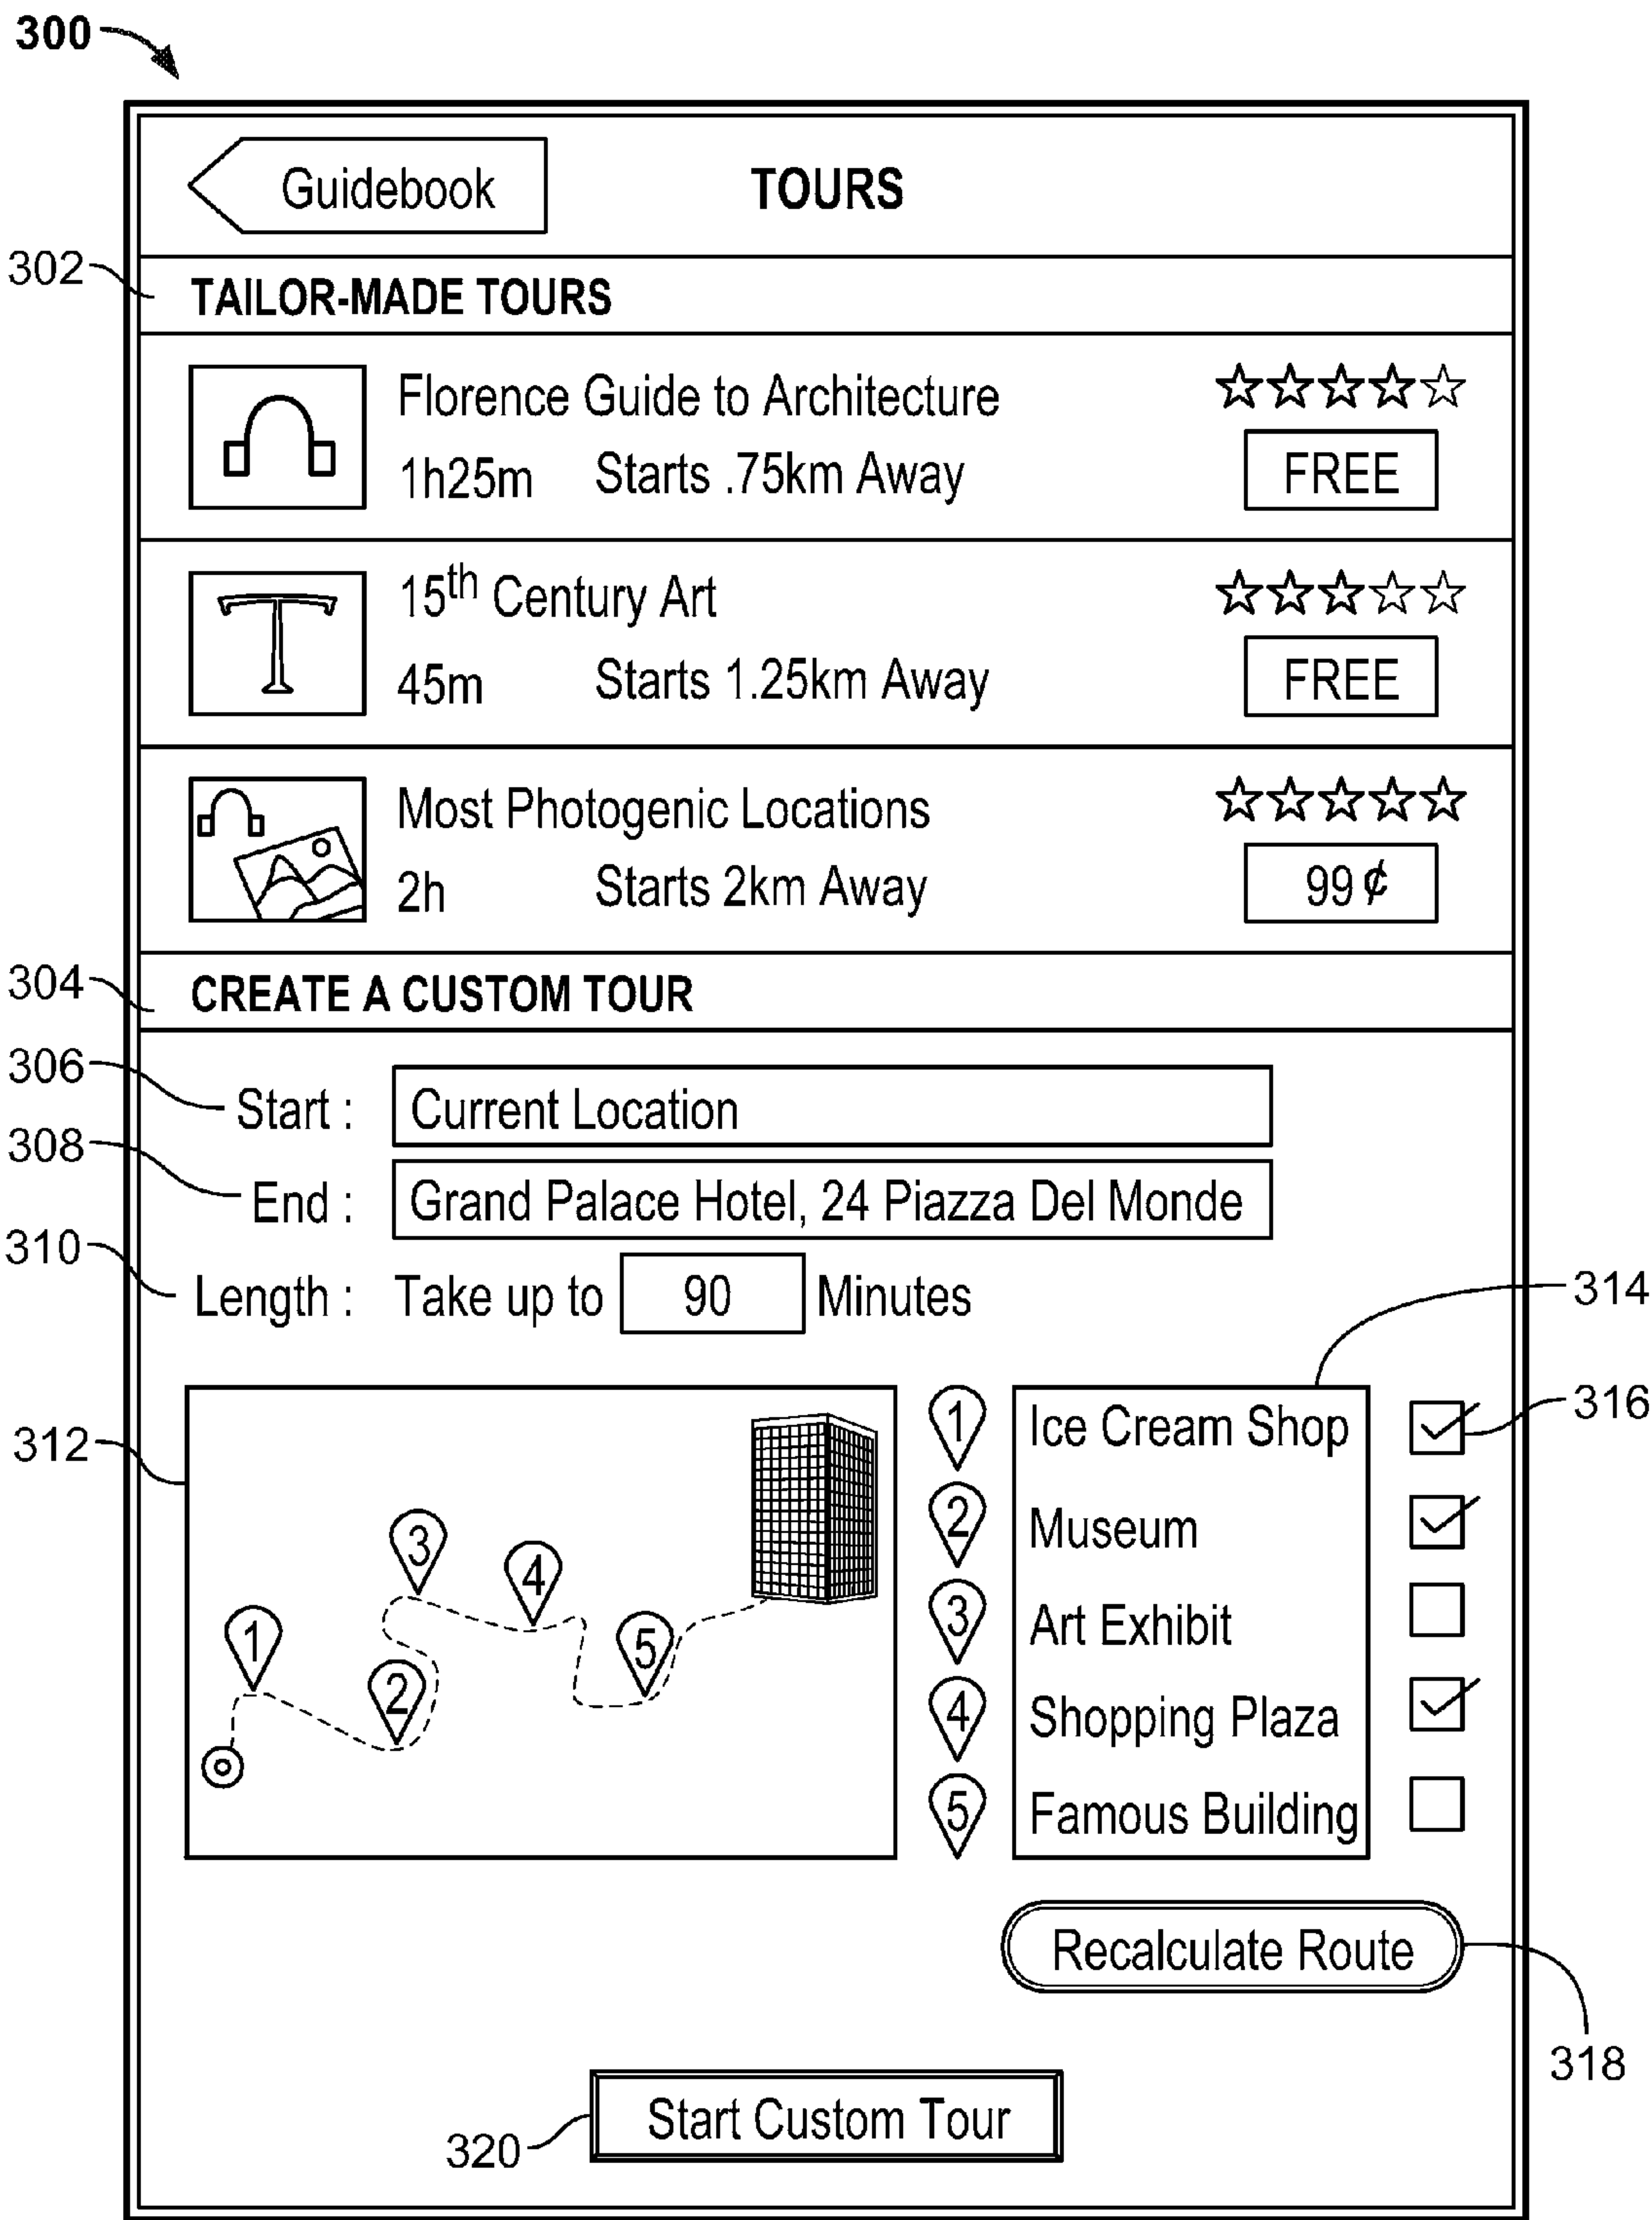 300
Guidebook TOURS
302
TAILOR-MADE TOURS
Florence Guide to Architecture
1h25m Starts .75km Away FREE
15th Century Art
T
45m Starts 1.25km Away FREE
Most Photogenic Locations
2h Starts 2km Away 99¢
304
CREATE A CUSTOM TOUR
306
Start : Current Location
308
End : Grand Palace Hotel, 24 Piazza Del Monde
310
Length : Take up to 90 Minutes
314
312
316
1 Ice Cream Shop
2 Museum
3 Art Exhibit
4 Shopping Plaza
5 Famous Building
3
4
1
5
2
Recalculate Route
318
Start Custom Tour
320